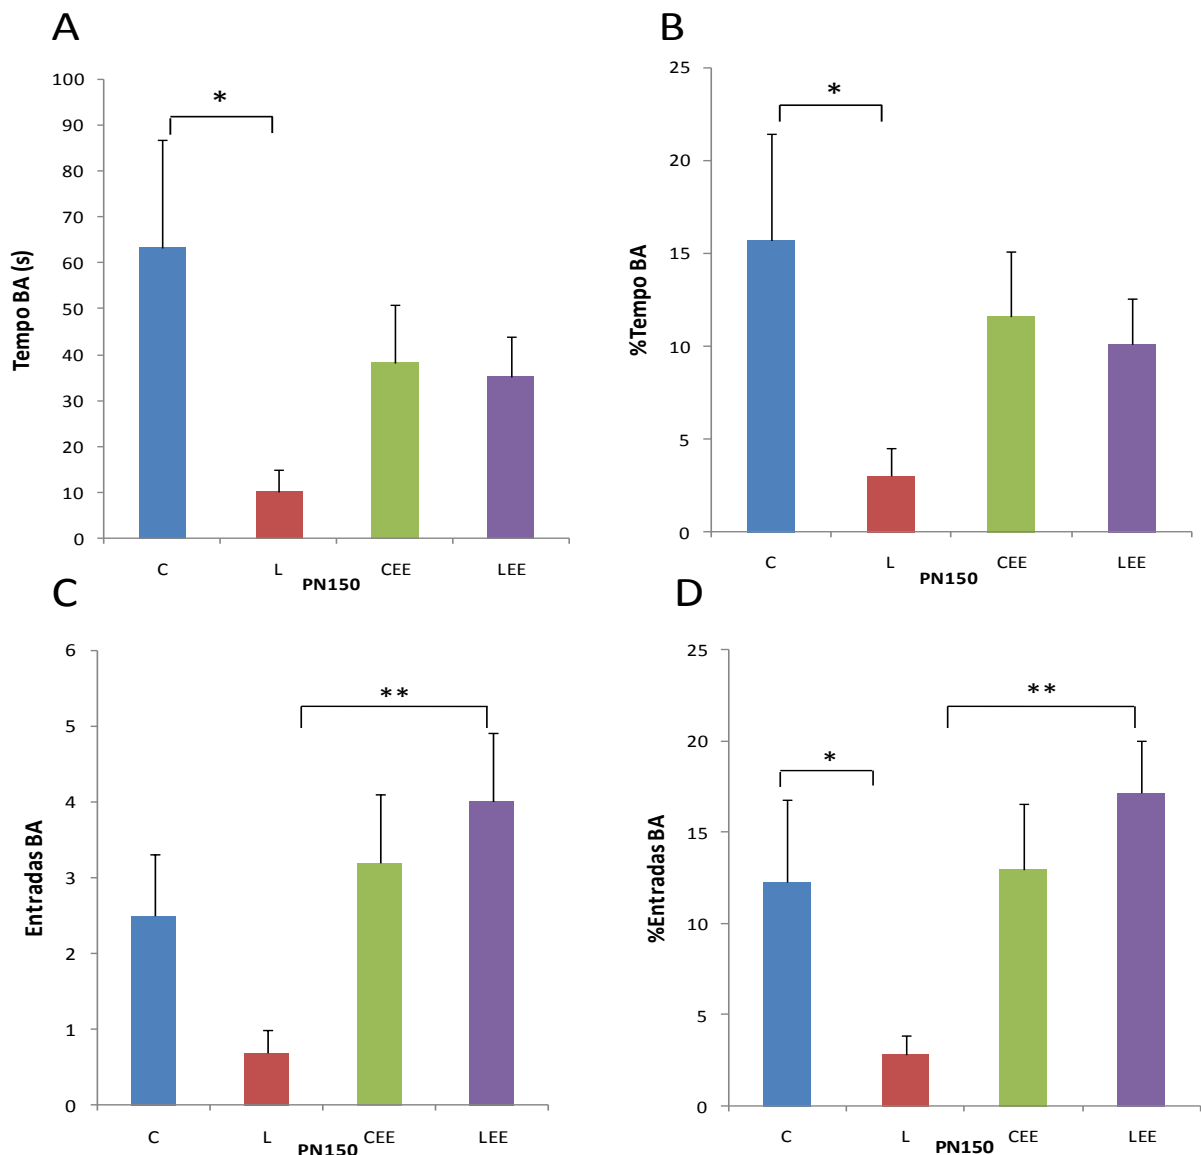 A
Tempo BA (s)
100
90
80
70
60
50
40
30
20
10
0
*
C
L
CEE
LEE
PN150
B
%Tempo BA
25
20
15
10
5
0
*
C
L
CEE
LEE
PN150
C
Entradas BA
6
5
4
3
2
1
0
**
C
L
CEE
LEE
PN150
D
%Entradas BA
25
20
15
10
5
0
*
**
C
L
CEE
LEE
PN150